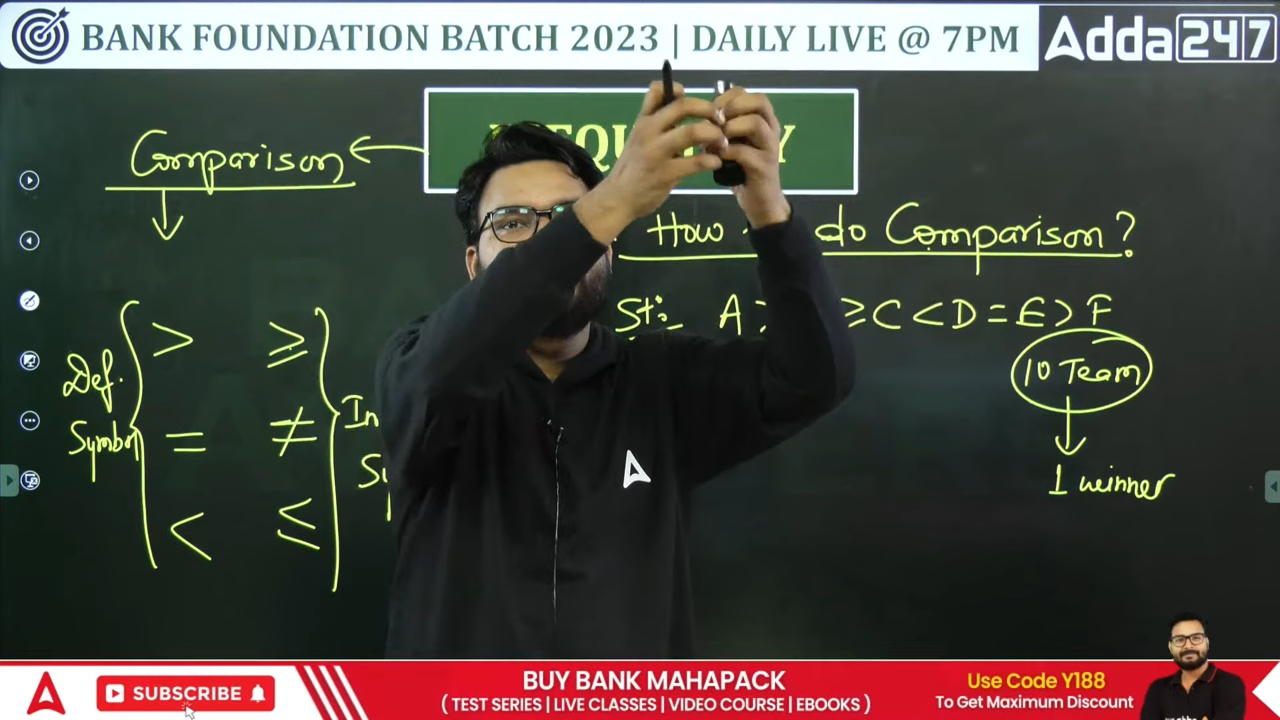 BANK FOUNDATION BATCH 2023 | DAILY LIVE @ 7PM
Adda247
Comparison
How do Comparison?
St:- A > ≥ C < D = E > F
10 Team
1 winner
Def.
Symbol
> ≥
= ≠
< ≤
In
Sy
SUBSCRIBE
BUY BANK MAHAPACK
( TEST SERIES | LIVE CLASSES | VIDEO COURSE | EBOOKS )
Use Code Y188
To Get Maximum Discount